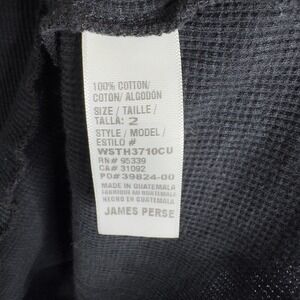 100% COTTON/
COTON/ ALGODÓN
SIZE / TAILLE /
TALLA: 2
STYLE / MODEL /
ESTILO #
WSTH3710CU
RN# 95339
CA# 31092
PO#39824-00
MADE IN GUATEMALA
FABRIQUE AU GUATEMALA
HECHO EN GUATEMALA
JAMES PERSE